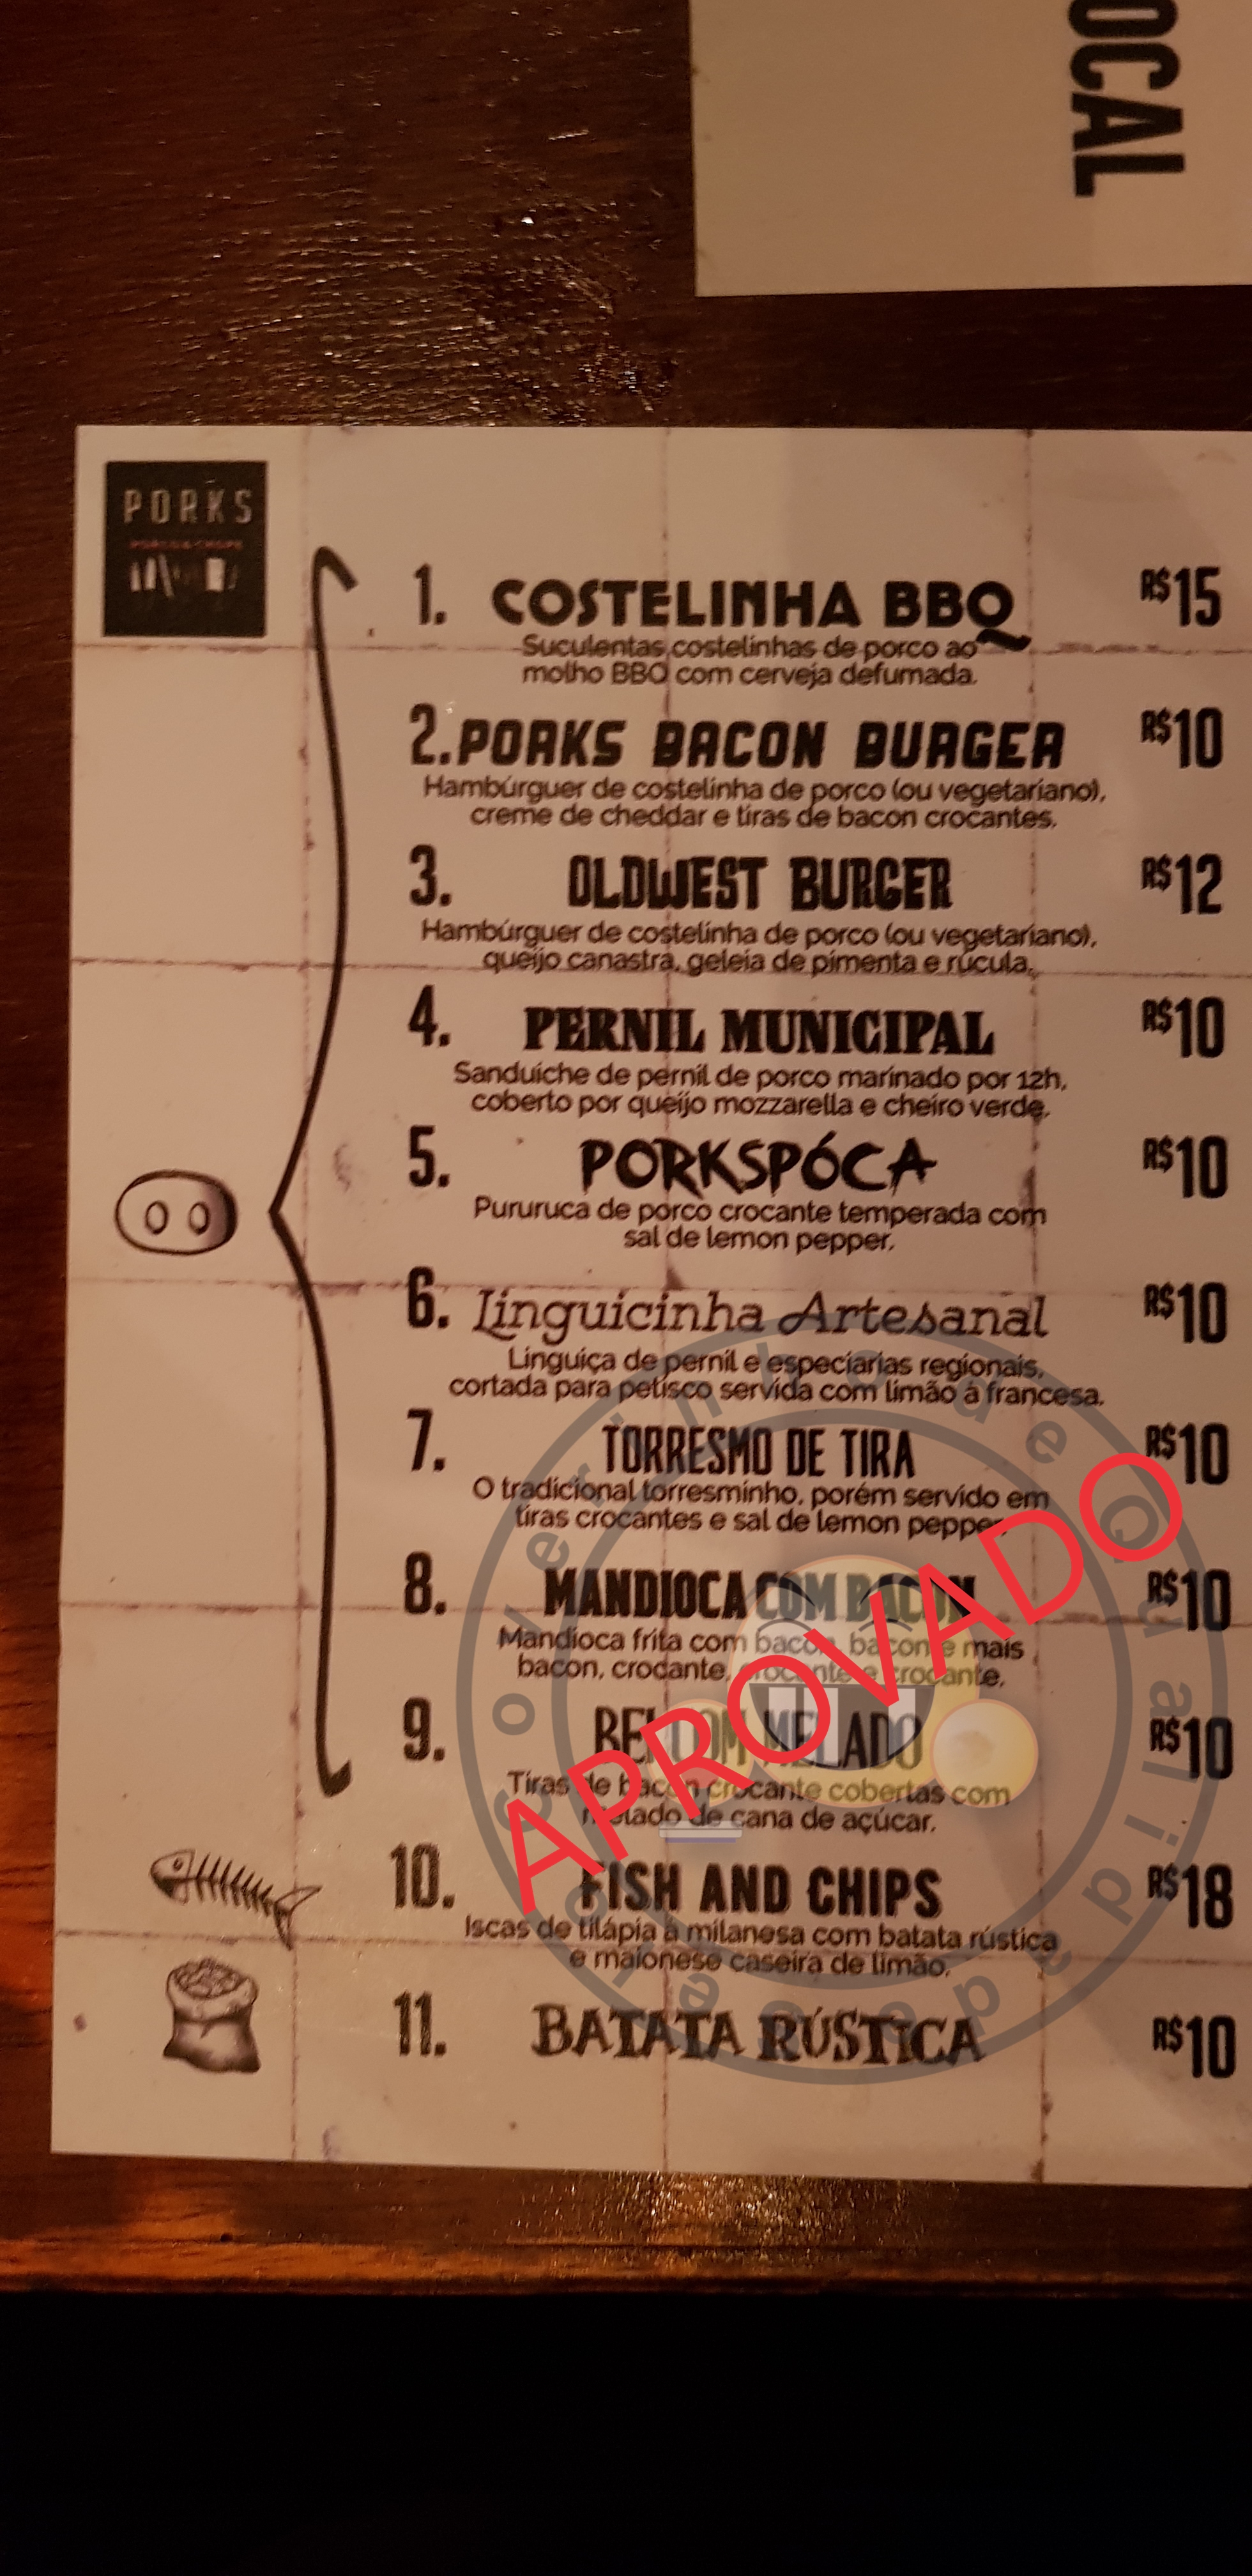 OCAL
PORKS
1. COSTELINHA BBQ R$15
Suculentas costelinhas de porco ao
molho BBQ com cerveja defumada.
2. PORKS BACON BURGER R$10
Hambúrguer de costelinha de porco (ou vegetariano),
creme de cheddar e tiras de bacon crocantes.
3. OLDWEST BURGER R$12
Hambúrguer de costelinha de porco (ou vegetariano),
queijo canastra, geleia de pimenta e rúcula.
4. PERNIL MUNICIPAL R$10
Sanduíche de pernil de porco marinado por 12h,
coberto por queijo mozzarella e cheiro verde.
5. PORKSPÓCA R$10
Pururuca de porco crocante temperada com
sal de lemon pepper.
6. Linguicinha Artesanal R$10
Linguiça de pernil e especiarias regionais,
cortada para petisco servida com limão à francesa.
7. TORRESMO DE TIRA R$10
O tradicional torresminho, porém servido em
tiras crocantes e sal de lemon pepper
8. MANDIOCA COM BACON R$10
Mandioca frita com bacon, bacon e mais
bacon, crocante, crocante e crocante.
9. MELADO R$10
Tiras de bacon crocante cobertas com
melado de cana de açúcar.
10. FISH AND CHIPS R$18
Iscas de tilápia à milanesa com batata rústica
e maionese caseira de limão.
11. BATATA RÚSTICA R$10
APROVADO